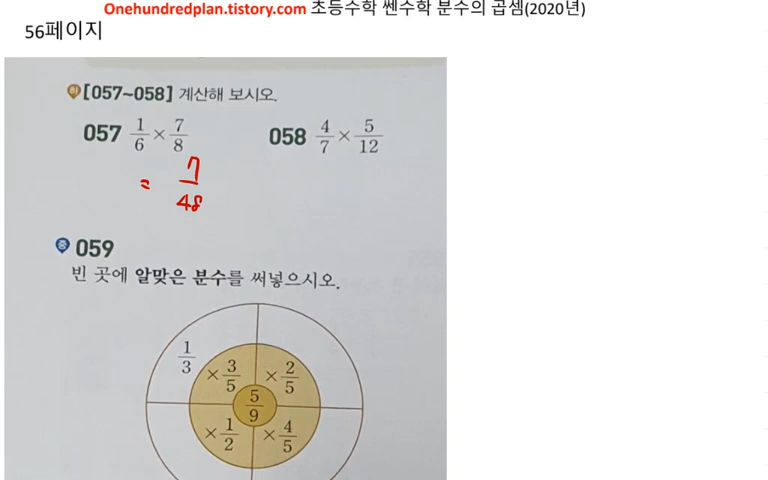 Onehundredplan.tistory.com 초등수학 쎈수학 분수의 곱셈(2020년)
56페이지
하 [057~058] 계산해 보시오.
057 1/6 × 7/8 058 4/7 × 5/12
= 7/48
중 059
빈 곳에 알맞은 분수를 써넣으시오.
1/3
×3/5 ×2/5
5/9
×1/2 ×4/5